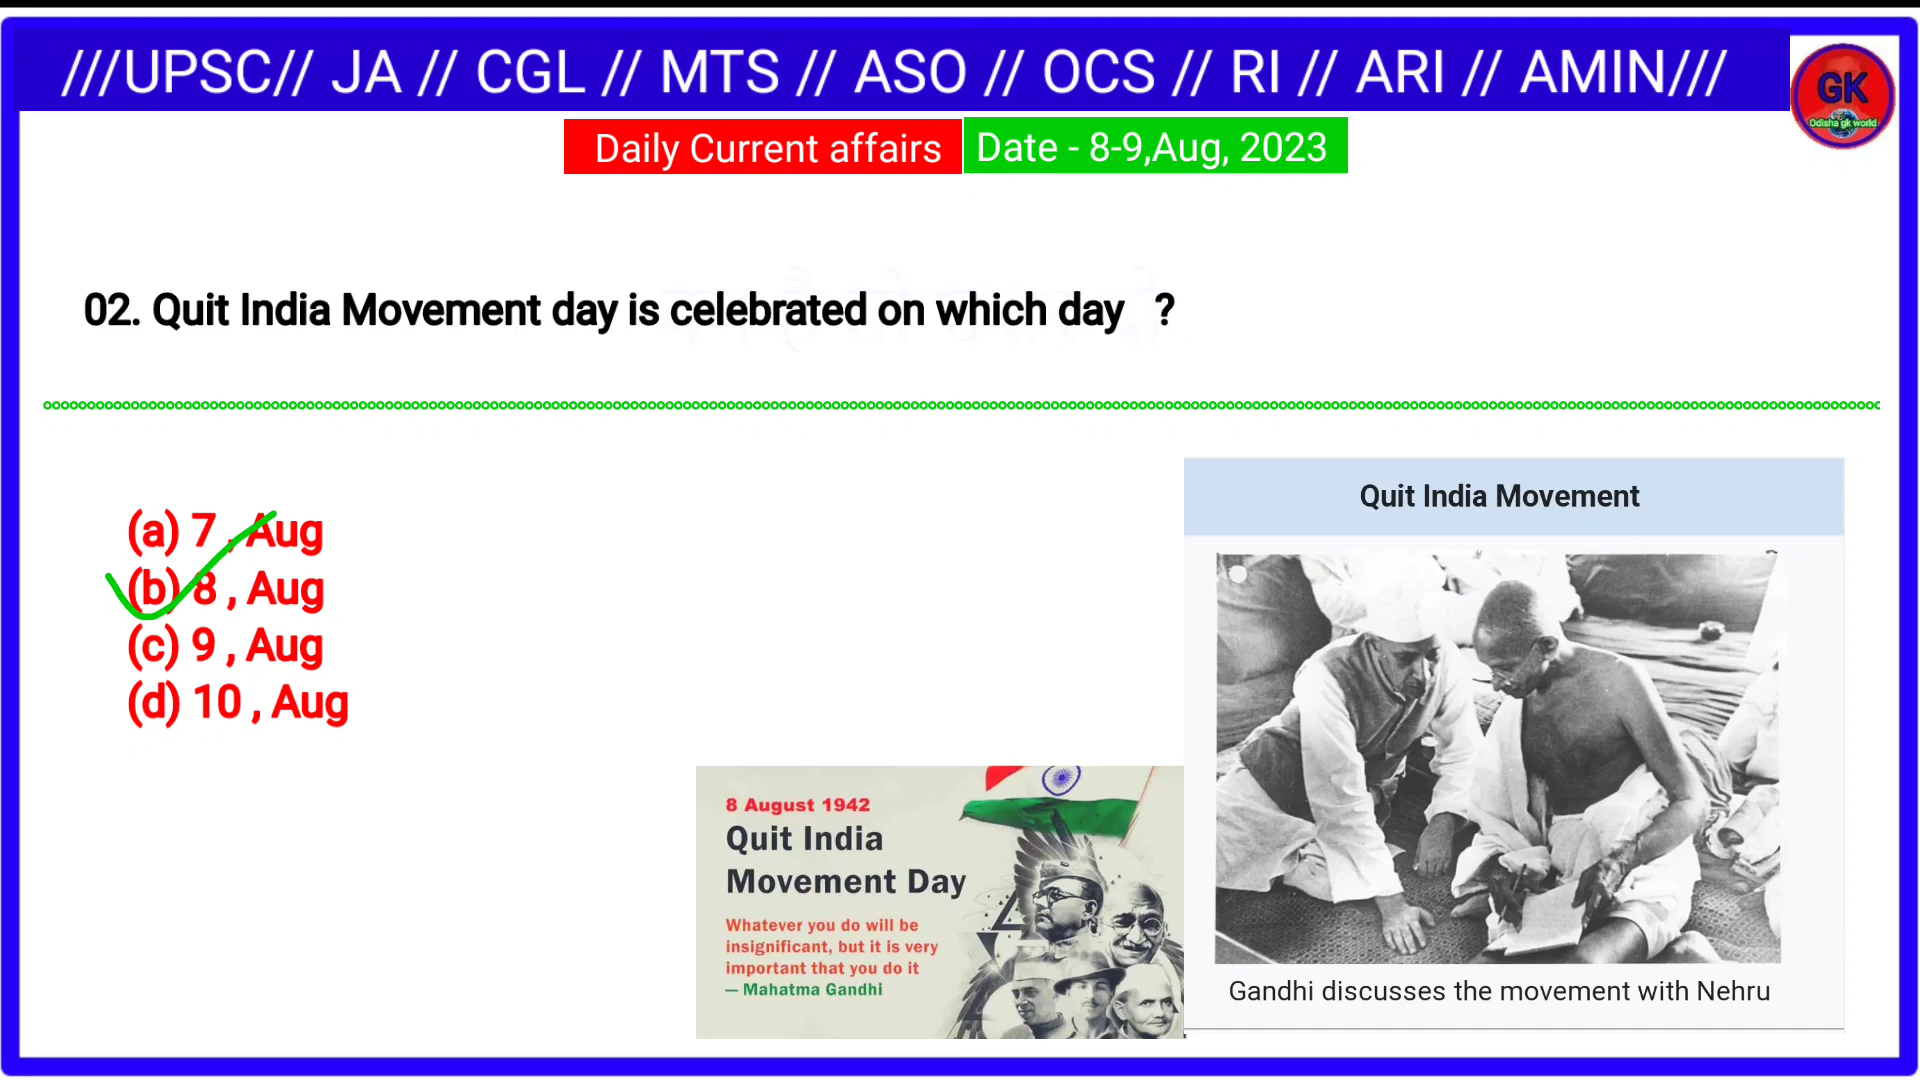 ///UPSC// JA // CGL // MTS // ASO // OCS // RI // ARI // AMIN///
GK
Odisha gk world
Daily Current affairs
Date - 8-9,Aug, 2023
02. Quit India Movement day is celebrated on which day ?
(a) 7 , Aug
(b) 8 , Aug
(c) 9 , Aug
(d) 10 , Aug
8 August 1942
Quit India
Movement Day
Whatever you do will be
insignificant, but it is very
important that you do it
— Mahatma Gandhi
Quit India Movement
Gandhi discusses the movement with Nehru